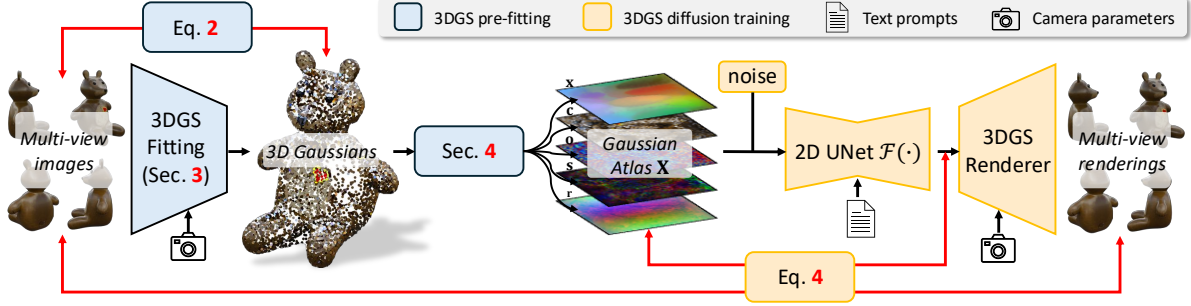 3DGS pre-fitting
3DGS diffusion training
Text prompts
Camera parameters
Eq. 2
Multi-view
images
3DGS
Fitting
(Sec. 3)
3D Gaussians
Sec. 4
x
c
o
s
r
Gaussian
Atlas X
noise
2D UNet F(·)
3DGS
Renderer
Multi-view
renderings
Eq. 4